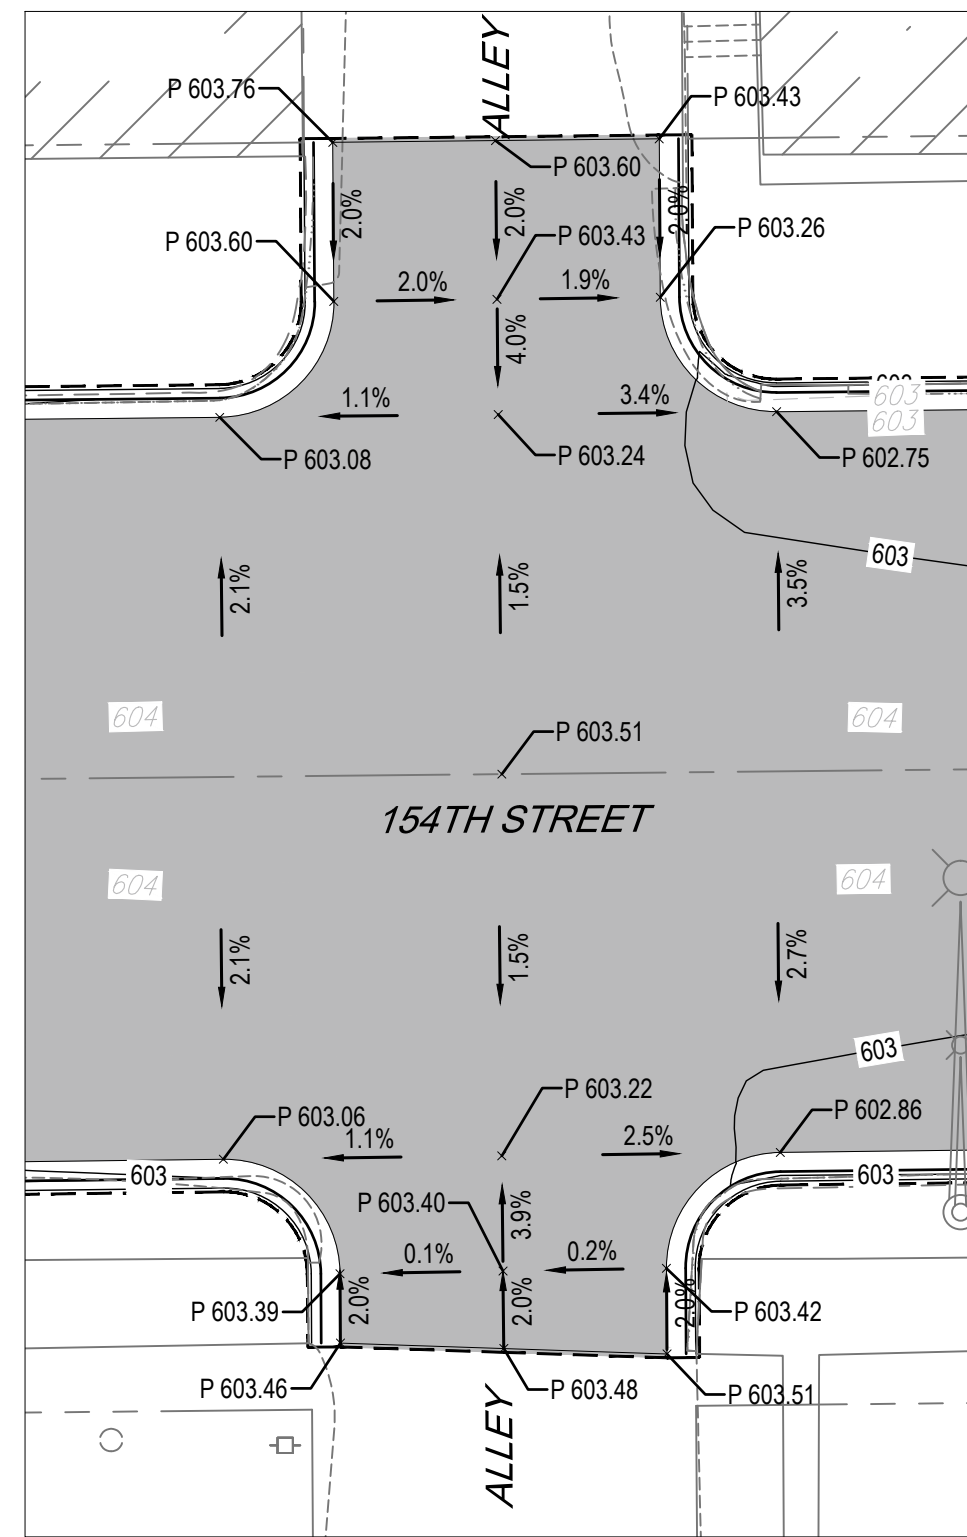 ALLEY
P 603.76
P 603.43
P 603.60
2.0%
2.0%
2.0%
P 603.60
P 603.43
P 603.26
2.0%
1.9%
4.0%
1.1%
3.4%
603
603
P 603.08
P 603.24
P 602.75
603
2.1%
1.5%
3.5%
604
604
P 603.51
154TH STREET
604
604
2.1%
1.5%
2.7%
603
P 603.06
P 603.22
P 602.86
1.1%
2.5%
603
603
P 603.40
3.9%
0.1%
0.2%
P 603.39
2.0%
2.0%
2.0%
P 603.42
P 603.46
P 603.48
P 603.51
ALLEY